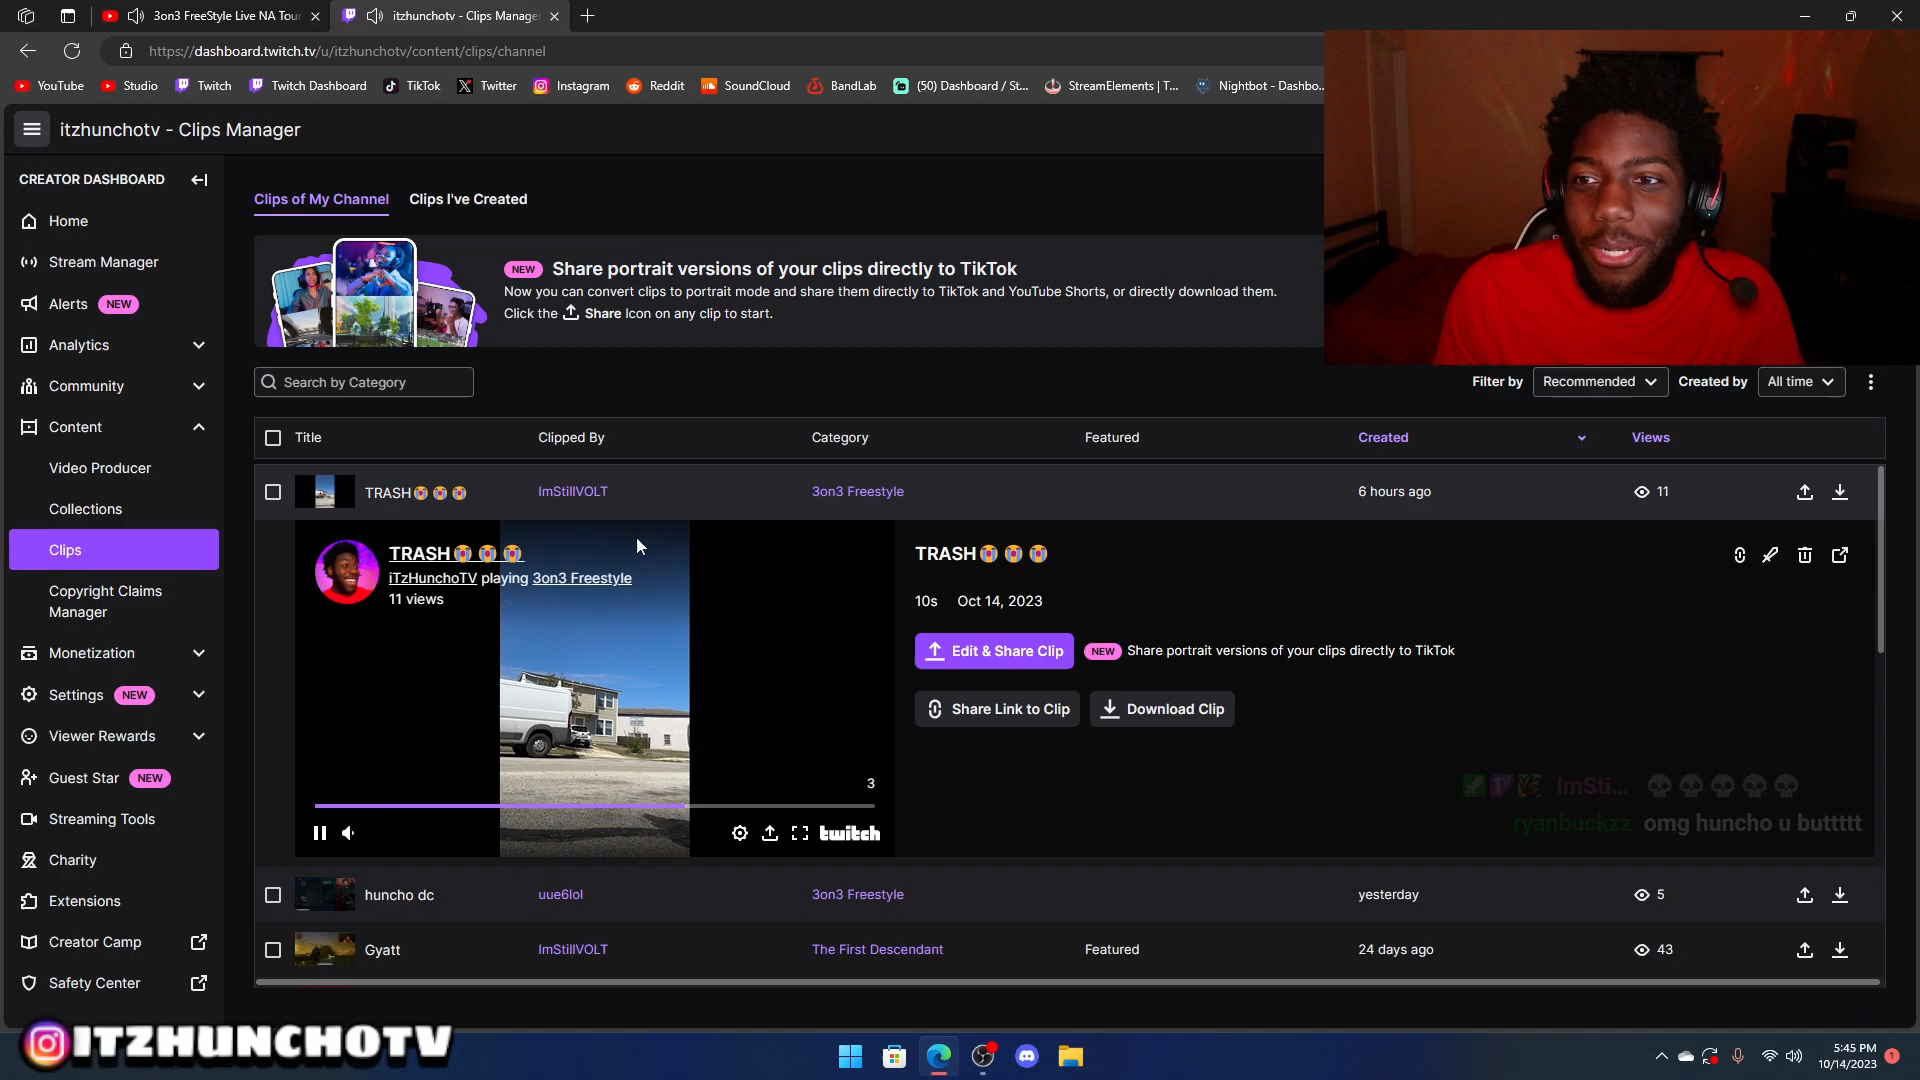 3on3 FreeStyle Live NA Tour
itzhunchotv - Clips Manager
https://dashboard.twitch.tv/u/itzhunchotv/content/clips/channel
YouTube
Studio
Twitch
Twitch Dashboard
TikTok
Twitter
Instagram
Reddit
SoundCloud
BandLab
(50) Dashboard / St...
StreamElements | T...
Nightbot - Dashbo...
itzhunchotv - Clips Manager
CREATOR DASHBOARD
Home
Stream Manager
Alerts NEW
Analytics
Community
Content
Video Producer
Collections
Clips
Copyright Claims
Manager
Monetization
Settings NEW
Viewer Rewards
Guest Star NEW
Streaming Tools
Charity
Extensions
Creator Camp
Safety Center
Clips of My Channel Clips I've Created
NEW Share portrait versions of your clips directly to TikTok
Now you can convert clips to portrait mode and share them directly to TikTok and YouTube Shorts, or directly download them.
Click the Share Icon on any clip to start.
Search by Category
Filter by Recommended Created by All time
Title Clipped By Category Featured Created Views
TRASH😭😭😭 ImStillVOLT 3on3 Freestyle 6 hours ago 11
TRASH😭😭😭
iTzHunchoTV playing 3on3 Freestyle
11 views
3
twitch
TRASH😭😭😭
10s Oct 14, 2023
Edit & Share Clip NEW Share portrait versions of your clips directly to TikTok
Share Link to Clip Download Clip
ImSti... 💀💀💀💀💀
ryanbuckzz omg huncho u buttttt
huncho dc uue6lol 3on3 Freestyle yesterday 5
Gyatt ImStillVOLT The First Descendant Featured 24 days ago 43
ITZHUNCHOTV
5:45 PM
10/14/2023
1